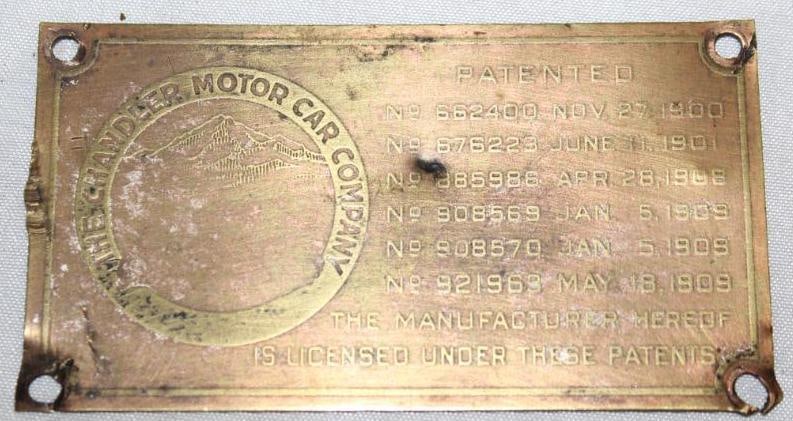 THE CHANDLER MOTOR CAR COMPANY
PATENTED
No 662400 NOV. 27, 1900
No 676223 JUNE 11, 1901
No 885986 APR. 28, 1908
No 908569 JAN. 5, 1909
No 908570 JAN. 5, 1909
No 921963 MAY. 18, 1909
THE MANUFACTURER HEREOF
IS LICENSED UNDER THESE PATENTS.